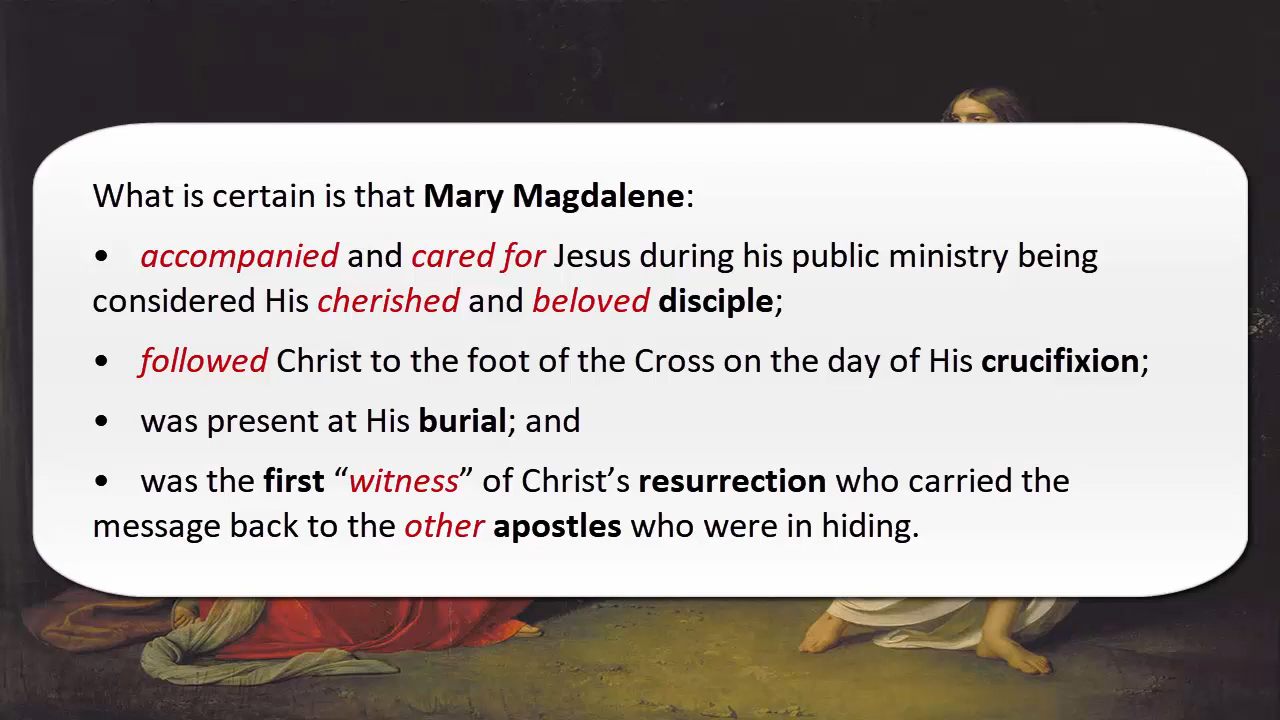 What is certain is that Mary Magdalene:
• accompanied and cared for Jesus during his public ministry being
considered His cherished and beloved disciple;
• followed Christ to the foot of the Cross on the day of His crucifixion;
• was present at His burial; and
• was the first “witness” of Christ’s resurrection who carried the
message back to the other apostles who were in hiding.